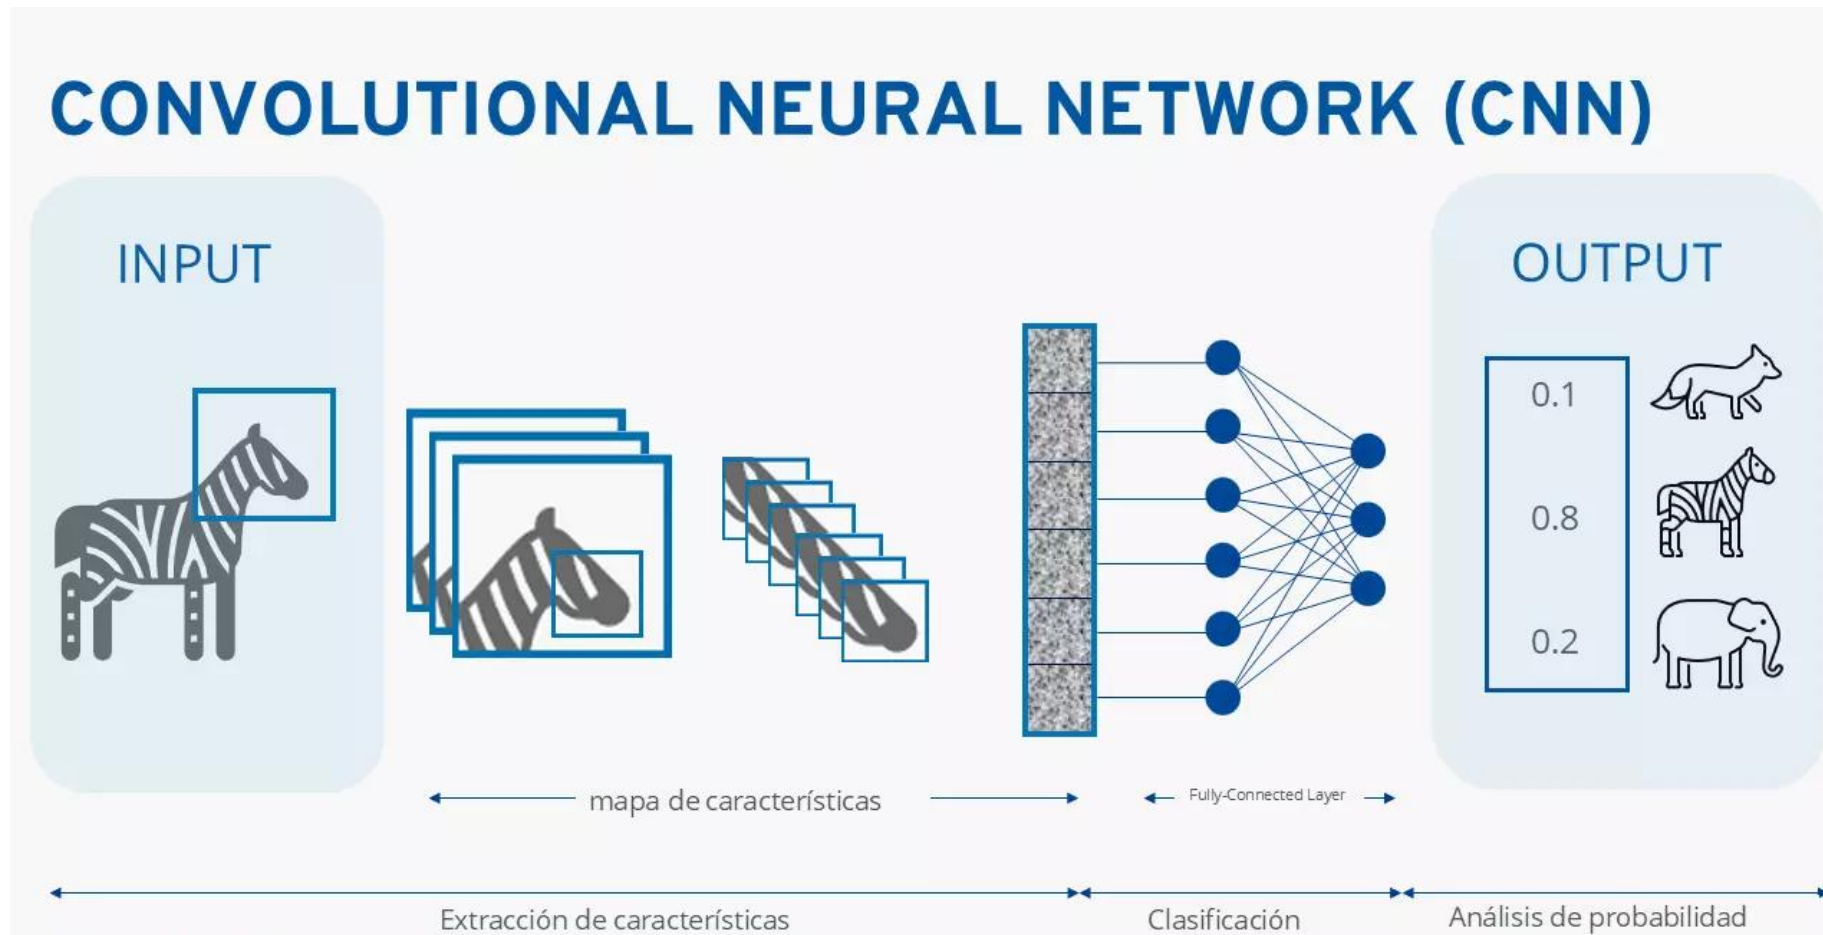 CONVOLUTIONAL NEURAL NETWORK (CNN)
INPUT
OUTPUT
0.1
0.8
0.2
mapa de características
Fully-Connected Layer
Extracción de características
Clasificación
Análisis de probabilidad